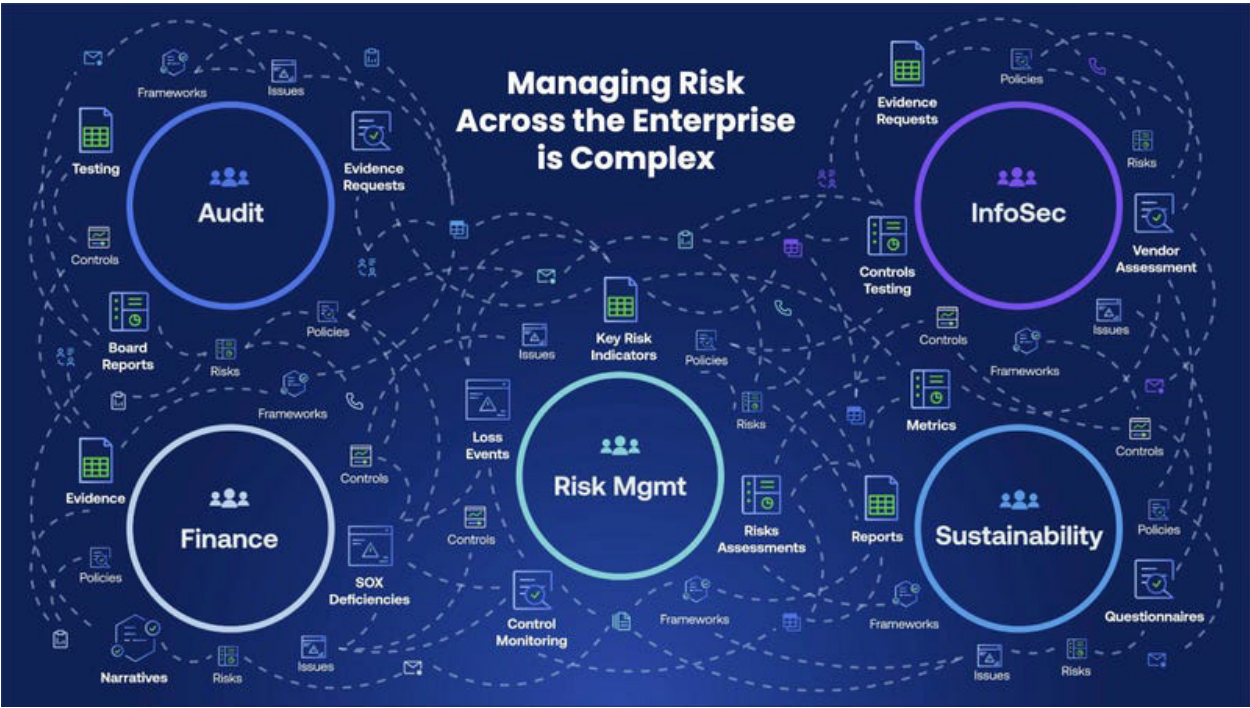 Managing Risk
Across the Enterprise
is Complex
Frameworks
Issues
Testing
Evidence
Requests
Audit
Controls
Board
Reports
Risks
Policies
Evidence
Requests
Policies
Risks
InfoSec
Vendor
Assessment
Controls
Testing
Controls
Issues
Frameworks
Issues
Key Risk
Indicators
Policies
Loss
Events
Risks
Risk Mgmt
Controls
Risks
Assessments
Control
Monitoring
Frameworks
Frameworks
Controls
Evidence
Finance
Policies
SOX
Deficiencies
Narratives
Risks
Issues
Metrics
Controls
Reports
Sustainability
Policies
Questionnaires
Frameworks
Issues
Risks